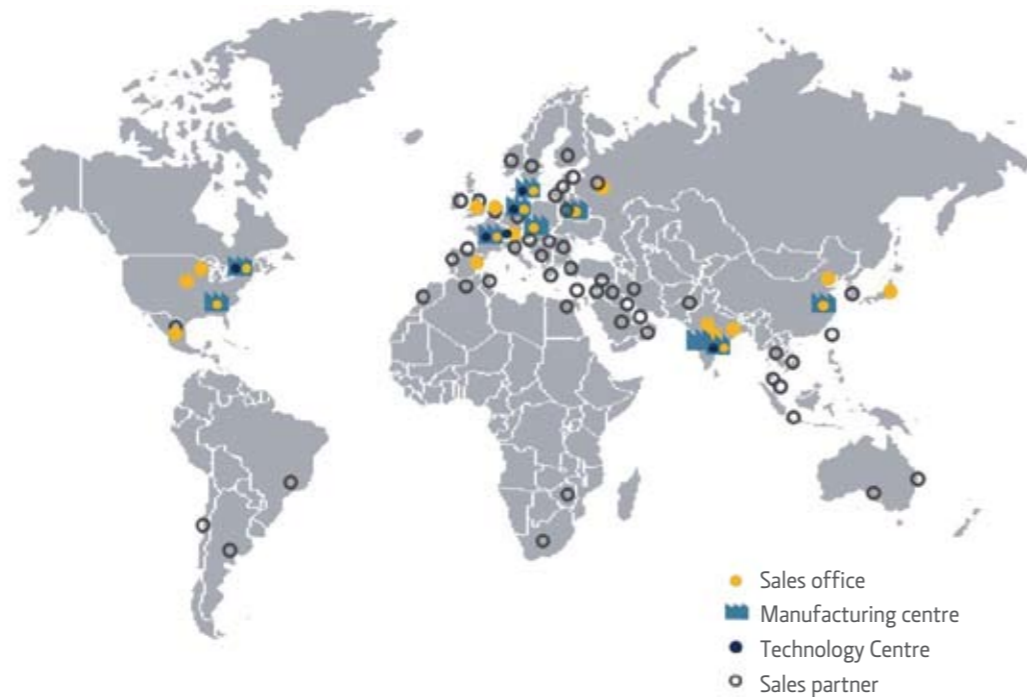 Sales office
Manufacturing centre
Technology Centre
Sales partner